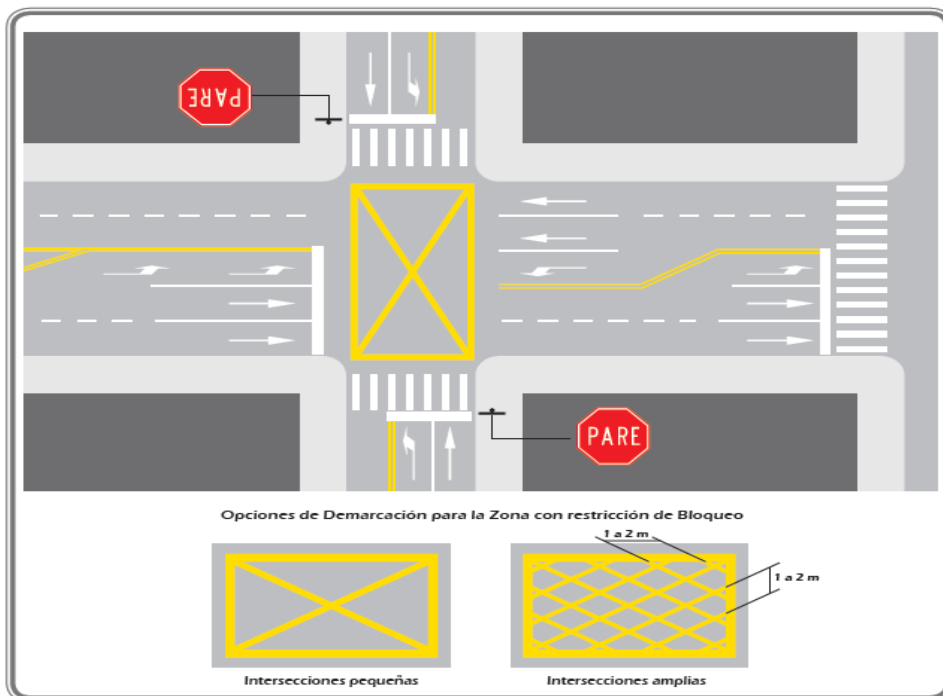 PARE
PARE
Opciones de Demarcación para la Zona con restricción de Bloqueo
1 a 2 m
1 a 2 m
Intersecciones pequeñas
Intersecciones amplias